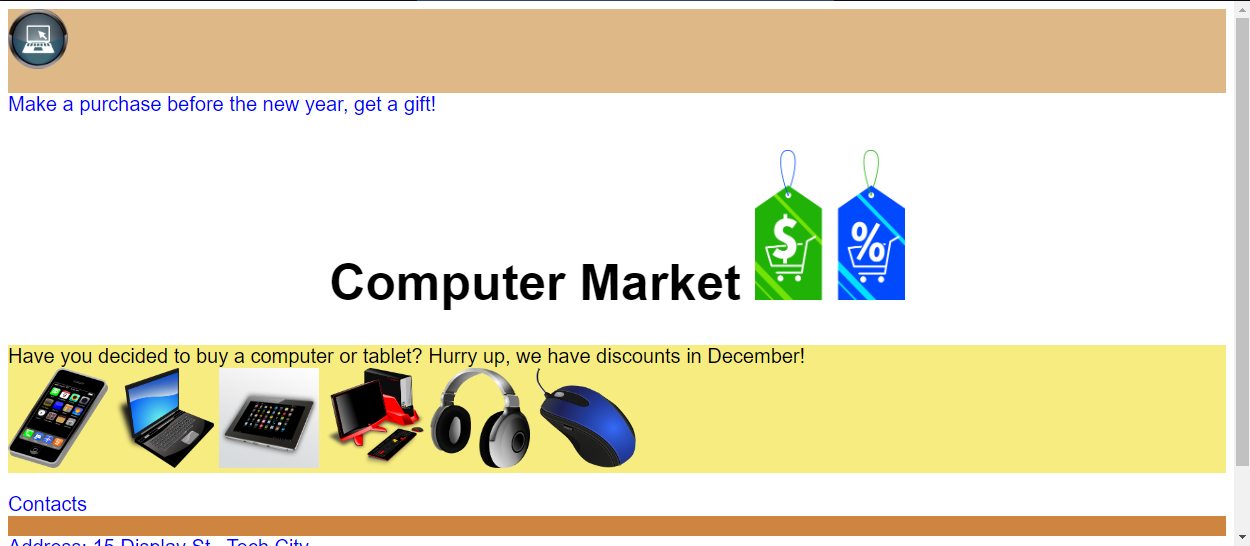 Make a purchase before the new year, get a gift!
Computer Market
$ %
Have you decided to buy a computer or tablet? Hurry up, we have discounts in December!
Contacts
Address: 15 Display St., Tech City